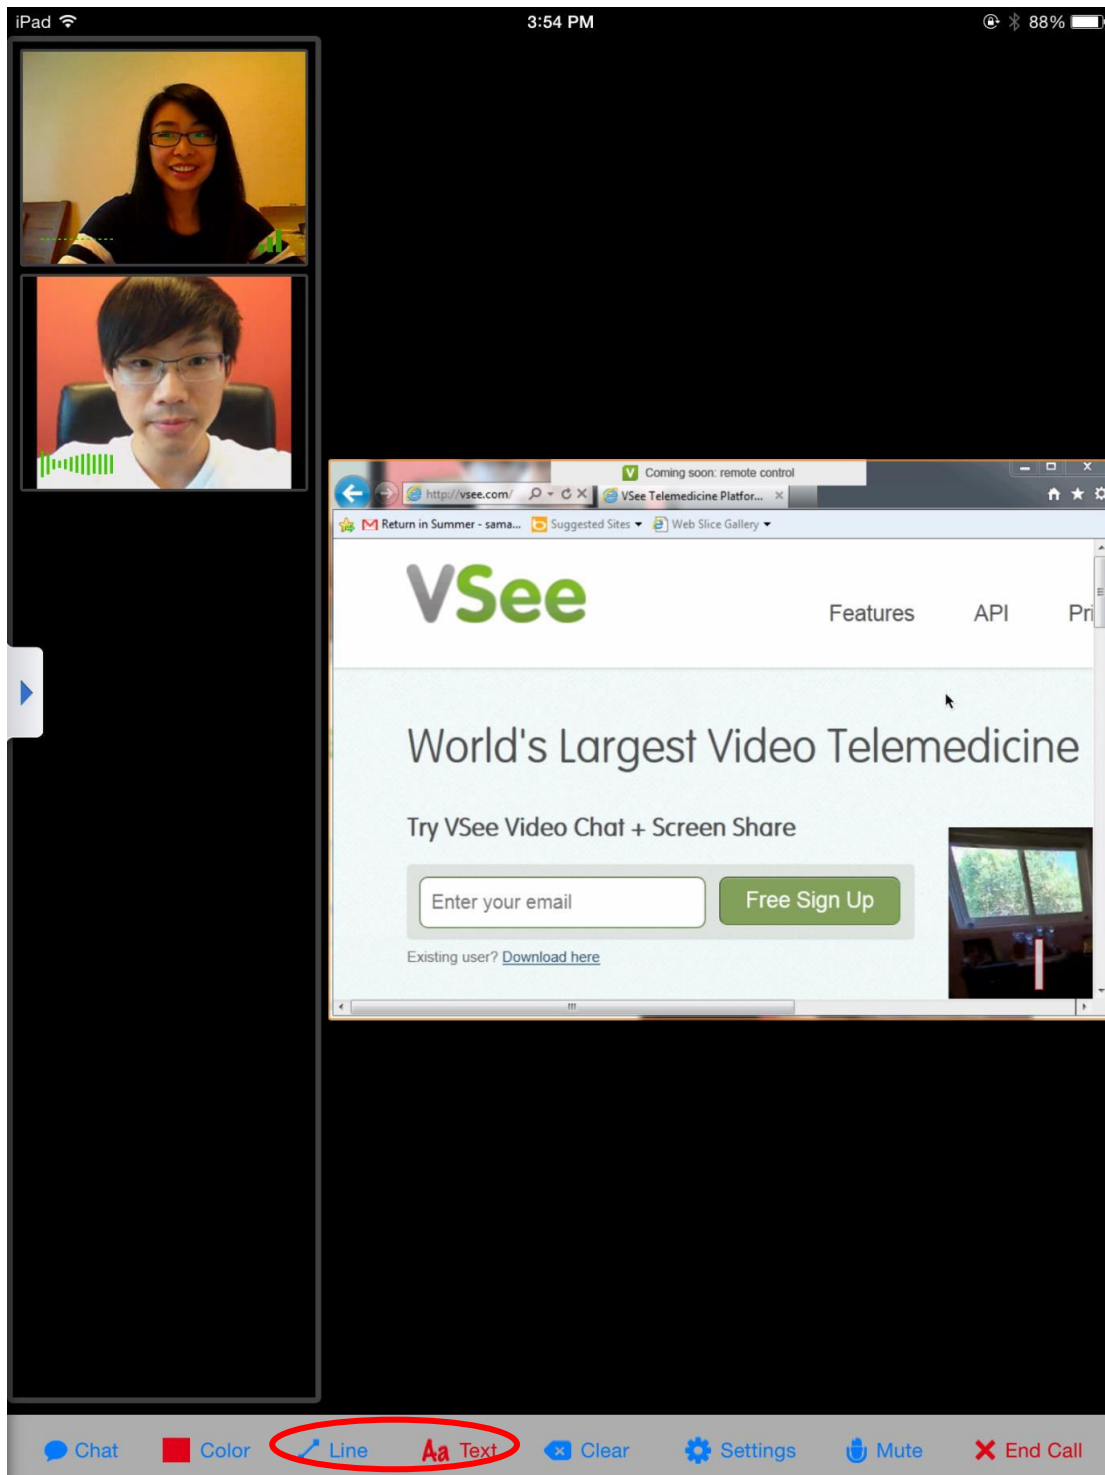 iPad 3:54 PM 88%
V Coming soon: remote control
http://vsee.com/ VSee Telemedicine Platfor...
Return in Summer - sama... Suggested Sites Web Slice Gallery
VSee
Features API Pri
World's Largest Video Telemedicine
Try VSee Video Chat + Screen Share
Enter your email Free Sign Up
Existing user? Download here
Chat Color Line Aa Text Clear Settings Mute End Call